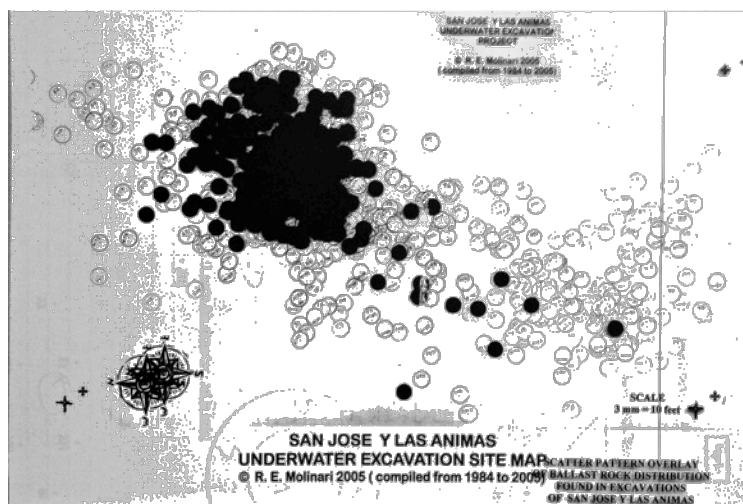 SAN JOSE Y LAS ANIMAS
UNDERWATER EXCAVATION
PROJECT
© R. E. Molinari 2005
( compiled from 1984 to 2005)
SCALE
3 mm = 10 feet
SAN JOSE Y LAS ANIMAS
UNDERWATER EXCAVATION SITE MAP
© R. E. Molinari 2005 ( compiled from 1984 to 2005)
SCATTER PATTERN OVERLAY
OF BALLAST ROCK DISTRIBUTION
FOUND IN EXCAVATIONS
OF SAN JOSE Y LAS ANIMAS